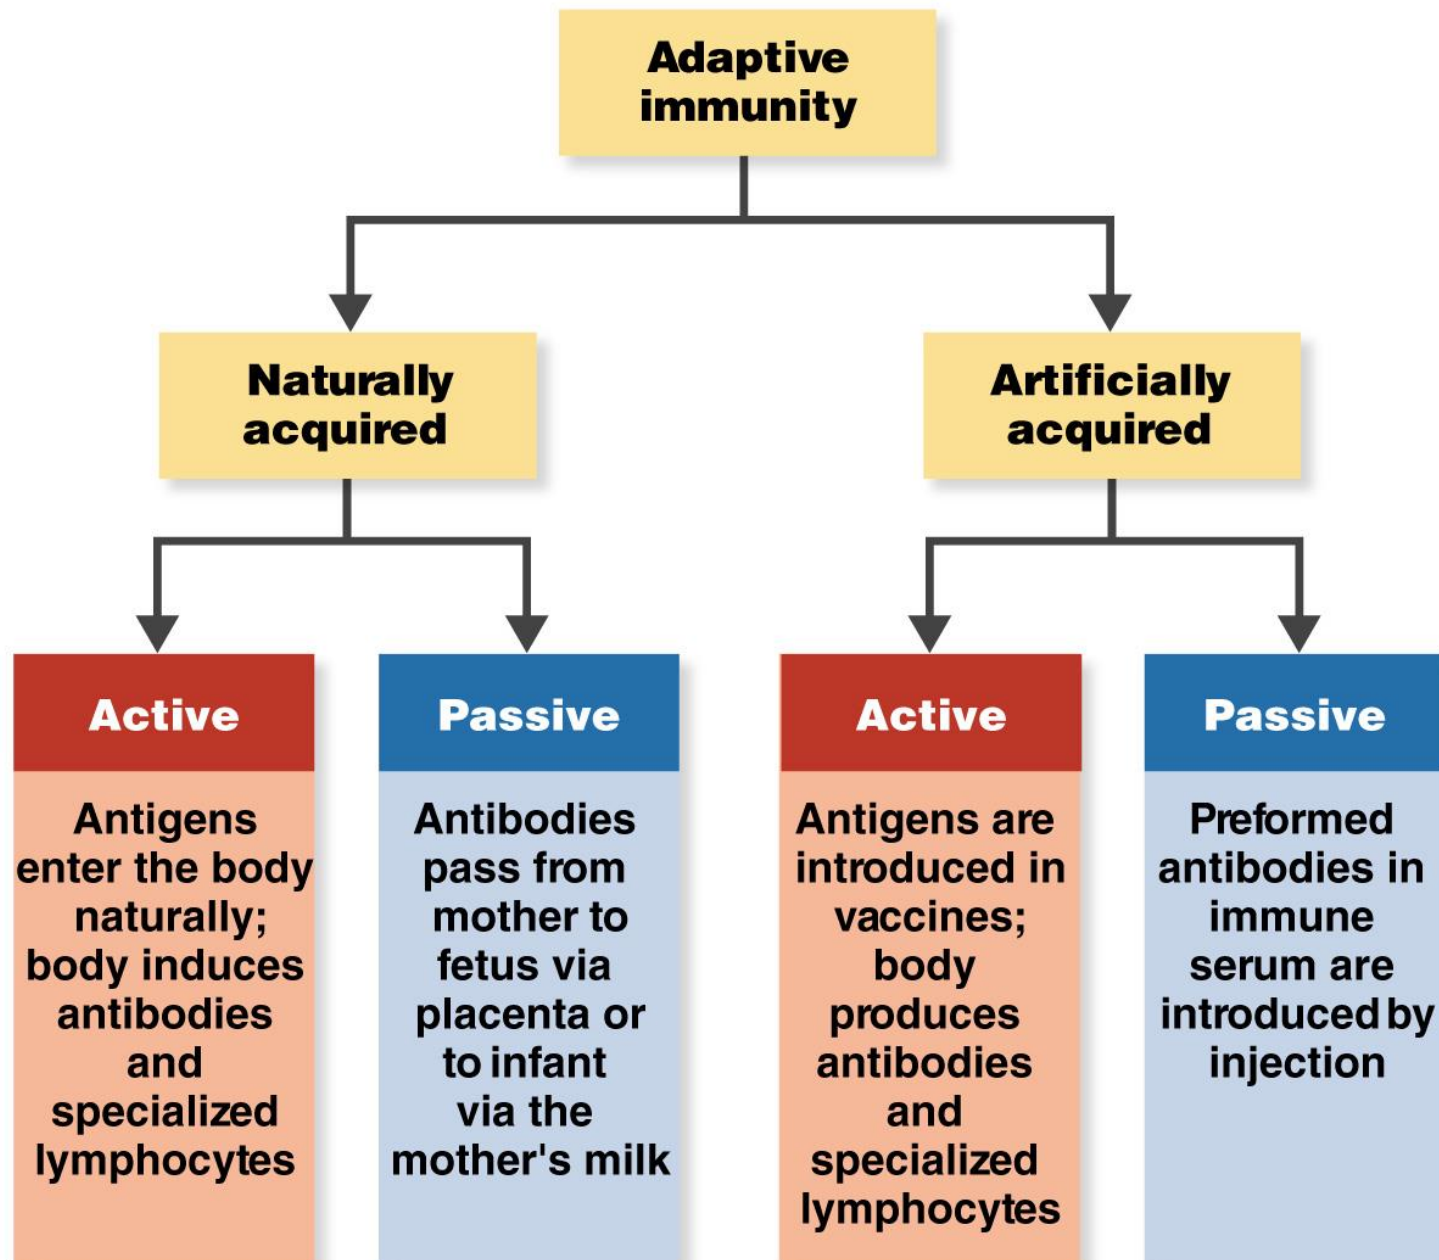 Adaptive
immunity
Naturally
acquired
Artificially
acquired
Active
Antigens
enter the body
naturally;
body induces
antibodies
and
specialized
lymphocytes
Passive
Antibodies
pass from
mother to
fetus via
placenta or
to infant
via the
mother's milk
Active
Antigens are
introduced in
vaccines;
body
produces
antibodies
and
specialized
lymphocytes
Passive
Preformed
antibodies in
immune
serum are
introduced by
injection